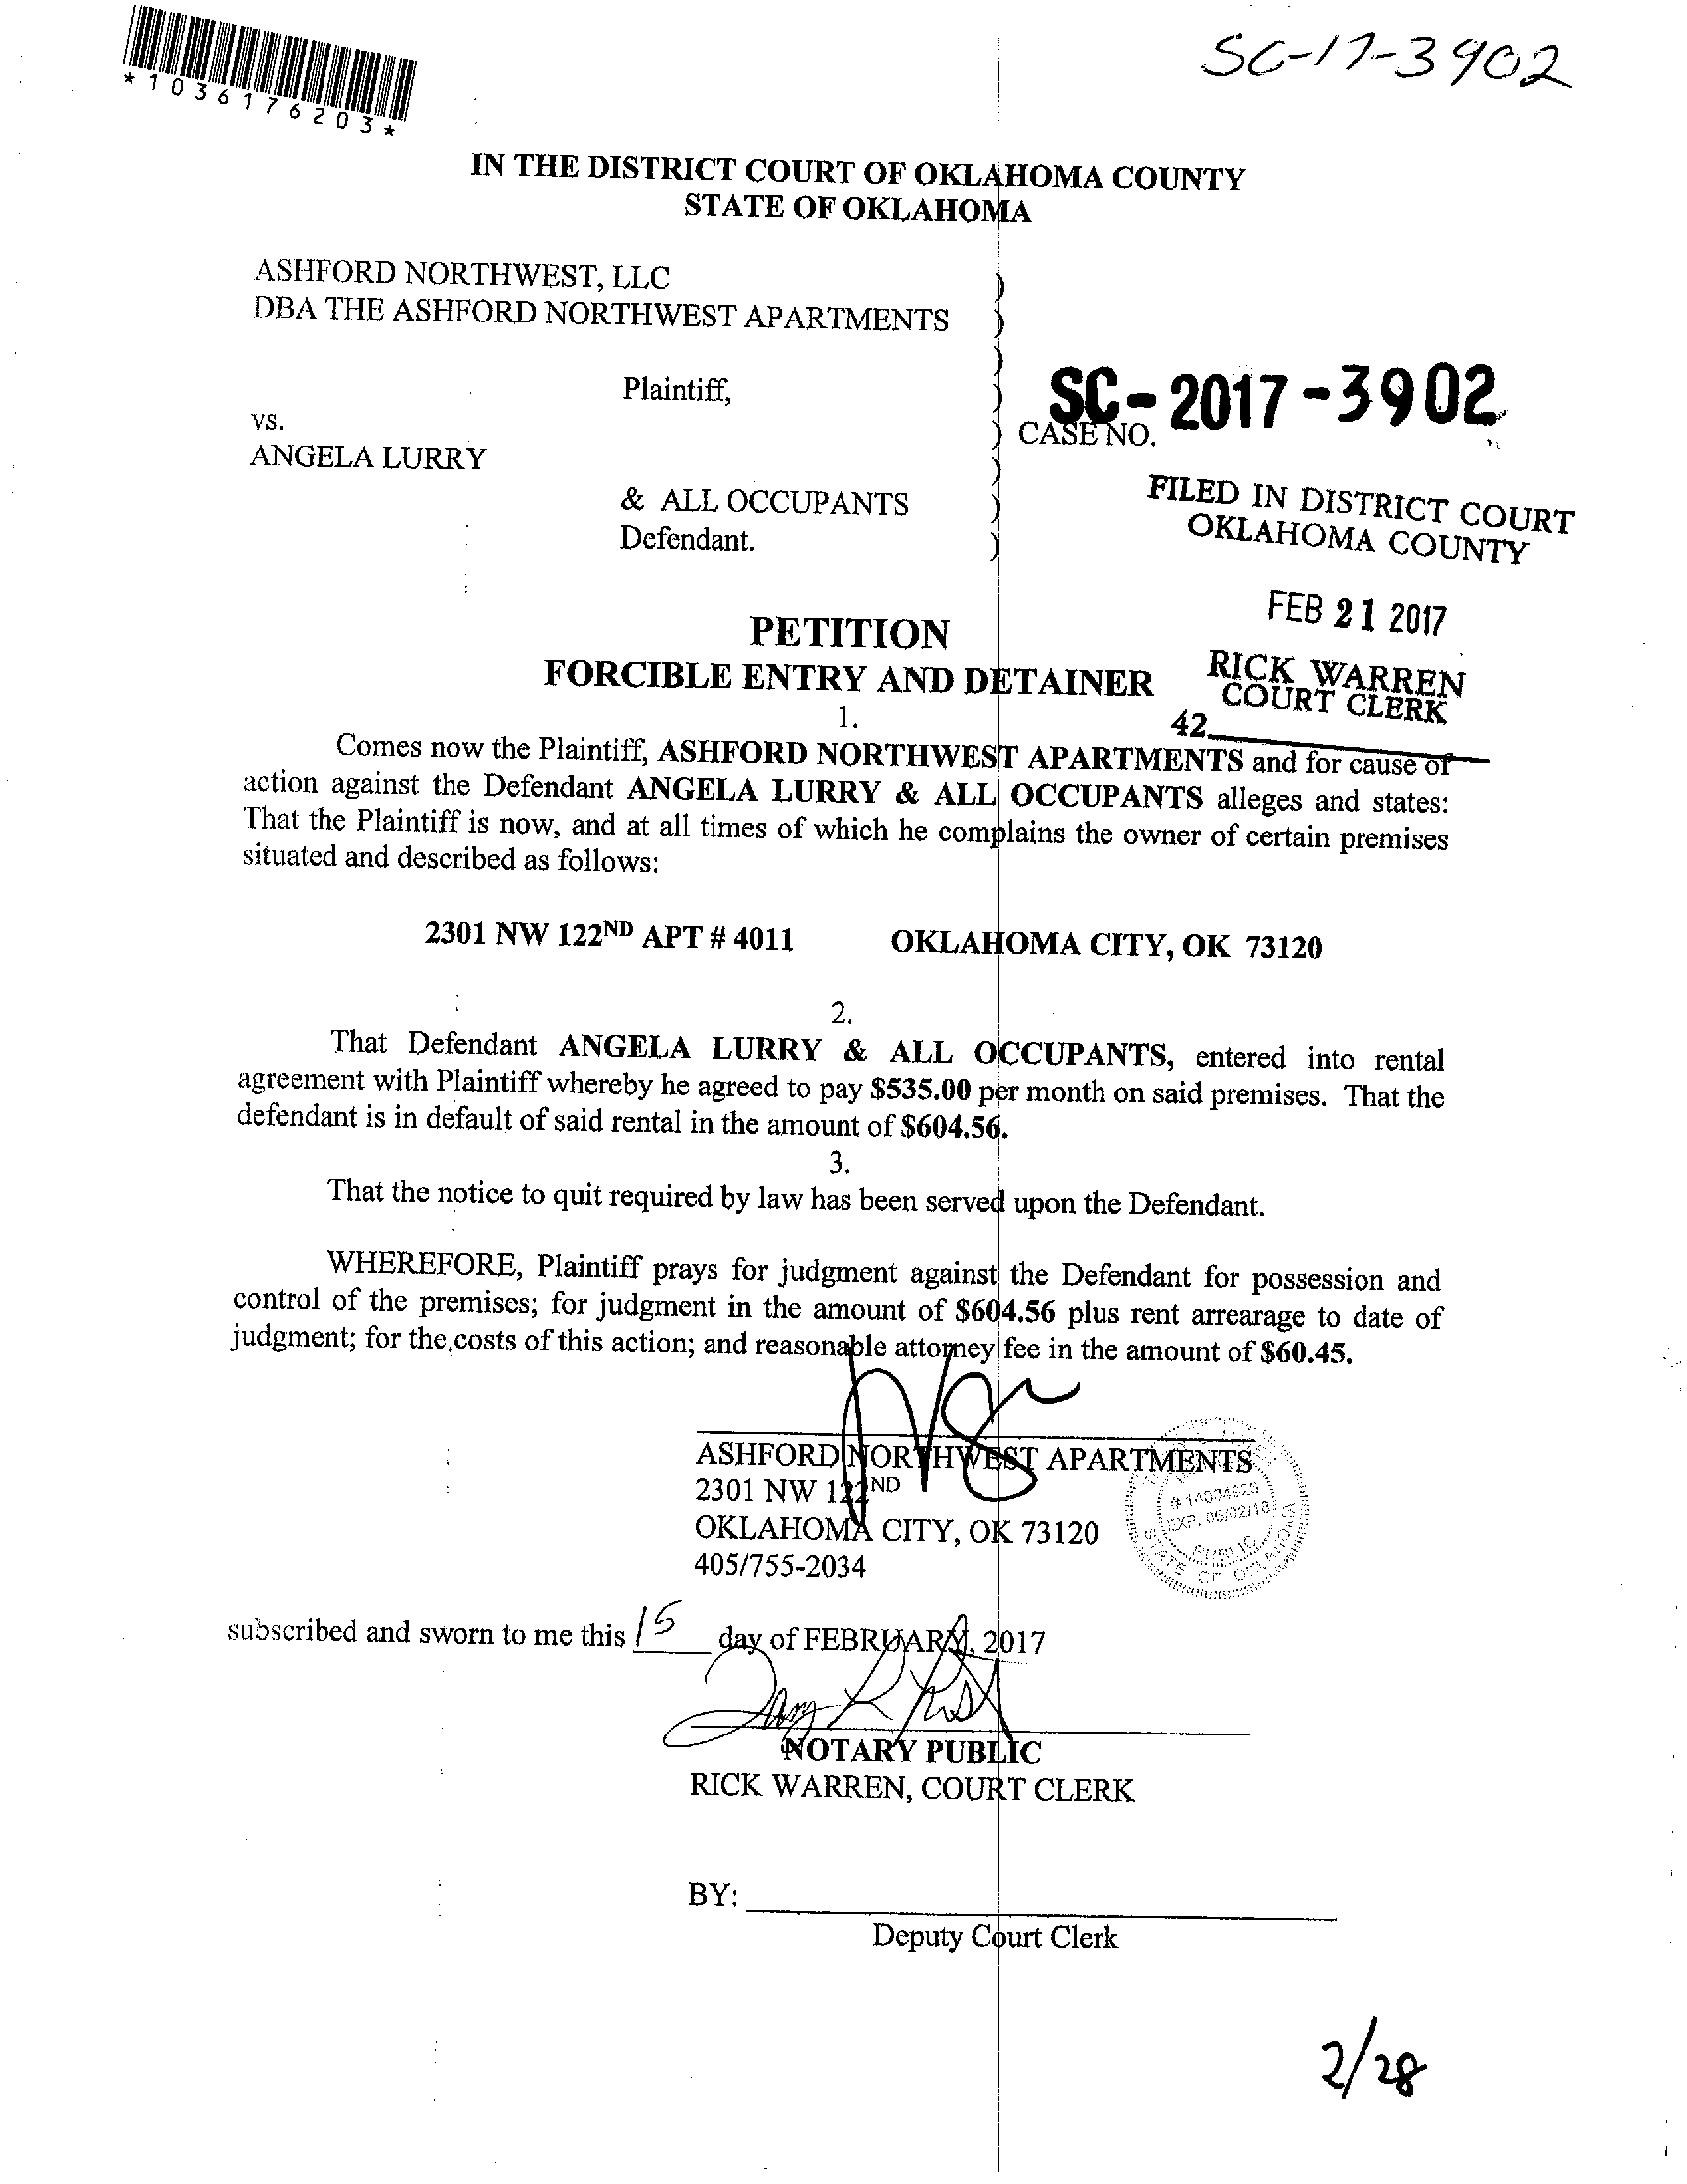 SC-17-3902
*1036176203*
IN THE DISTRICT COURT OF OKLAHOMA COUNTY
STATE OF OKLAHOMA
ASHFORD NORTHWEST, LLC )
DBA THE ASHFORD NORTHWEST APARTMENTS )
)
Plaintiff, )
SC-2017-3902
vs. ) CASE NO.
ANGELA LURRY )
& ALL OCCUPANTS )
Defendant. )
FILED IN DISTRICT COURT
OKLAHOMA COUNTY
FEB 21 2017
RICK WARREN
COURT CLERK
42
PETITION
FORCIBLE ENTRY AND DETAINER
1.
Comes now the Plaintiff, ASHFORD NORTHWEST APARTMENTS and for cause of
action against the Defendant ANGELA LURRY & ALL OCCUPANTS alleges and states:
That the Plaintiff is now, and at all times of which he complains the owner of certain premises
situated and described as follows:
2301 NW 122ND APT # 4011 OKLAHOMA CITY, OK 73120
2.
That Defendant ANGELA LURRY & ALL OCCUPANTS, entered into rental
agreement with Plaintiff whereby he agreed to pay $535.00 per month on said premises. That the
defendant is in default of said rental in the amount of $604.56.
3.
That the notice to quit required by law has been served upon the Defendant.
WHEREFORE, Plaintiff prays for judgment against the Defendant for possession and
control of the premises; for judgment in the amount of $604.56 plus rent arrearage to date of
judgment; for the costs of this action; and reasonable attorney fee in the amount of $60.45.
ASHFORD NORTHWEST APARTMENTS
2301 NW 122ND
OKLAHOMA CITY, OK 73120
405/755-2034
EXP. 06/02/18
PUBLIC
STATE OF OKLAHOMA
subscribed and sworn to me this 15 day of FEBRUARY, 2017
NOTARY PUBLIC
RICK WARREN, COURT CLERK
BY:
Deputy Court Clerk
2/28